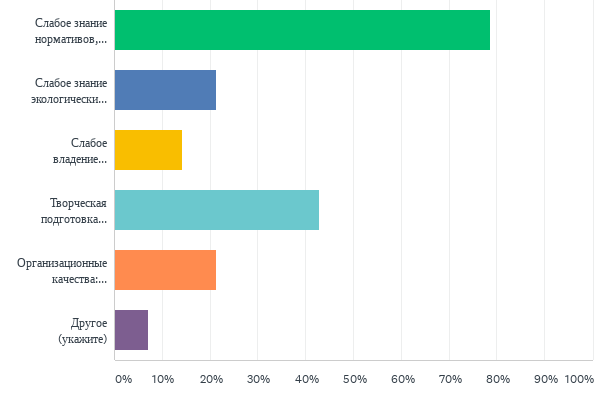 Слабое знание
нормативов,...
Слабое знание
экологически...
Слабое
владение...
Творческая
подготовка...
Организационные
качества:...
Другое
(укажите)
0% 10% 20% 30% 40% 50% 60% 70% 80% 90% 100%